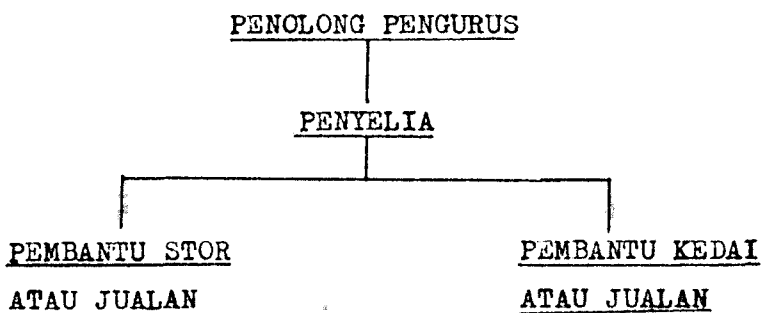 PENOLONG PENGURUS
PENYELIA
PEMBANTU STOR
ATAU JUALAN
PEMBANTU KEDAI
ATAU JUALAN